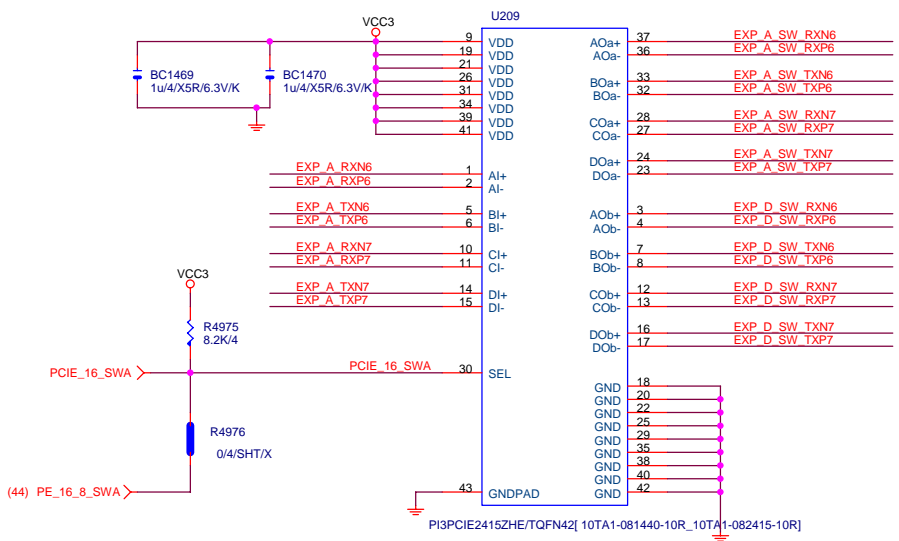 U209
VCC3
BC1469
1u/4/X5R/6.3V/K
BC1470
1u/4/X5R/6.3V/K
9 VDD
19 VDD
21 VDD
26 VDD
31 VDD
34 VDD
39 VDD
41 VDD
EXP_A_RXN6 1 AI+
EXP_A_RXP6 2 AI-
EXP_A_TXN6 5 BI+
EXP_A_TXP6 6 BI-
EXP_A_RXN7 10 CI+
EXP_A_RXP7 11 CI-
EXP_A_TXN7 14 DI+
EXP_A_TXP7 15 DI-
VCC3
R4975
8.2K/4
PCIE_16_SWA
PCIE_16_SWA 30 SEL
R4976
0/4/SHT/X
(44) PE_16_8_SWA
43 GNDPAD
AOa+ 37 EXP_A_SW_RXN6
AOa- 36 EXP_A_SW_RXP6
BOa+ 33 EXP_A_SW_TXN6
BOa- 32 EXP_A_SW_TXP6
COa+ 28 EXP_A_SW_RXN7
COa- 27 EXP_A_SW_RXP7
DOa+ 24 EXP_A_SW_TXN7
DOa- 23 EXP_A_SW_TXP7
AOb+ 3 EXP_D_SW_RXN6
AOb- 4 EXP_D_SW_RXP6
BOb+ 7 EXP_D_SW_TXN6
BOb- 8 EXP_D_SW_TXP6
COb+ 12 EXP_D_SW_RXN7
COb- 13 EXP_D_SW_RXP7
DOb+ 16 EXP_D_SW_TXN7
DOb- 17 EXP_D_SW_TXP7
GND 18
GND 20
GND 22
GND 25
GND 29
GND 35
GND 38
GND 40
GND 42
PI3PCIE2415ZHE/TQFN42[ 10TA1-081440-10R_10TA1-082415-10R]